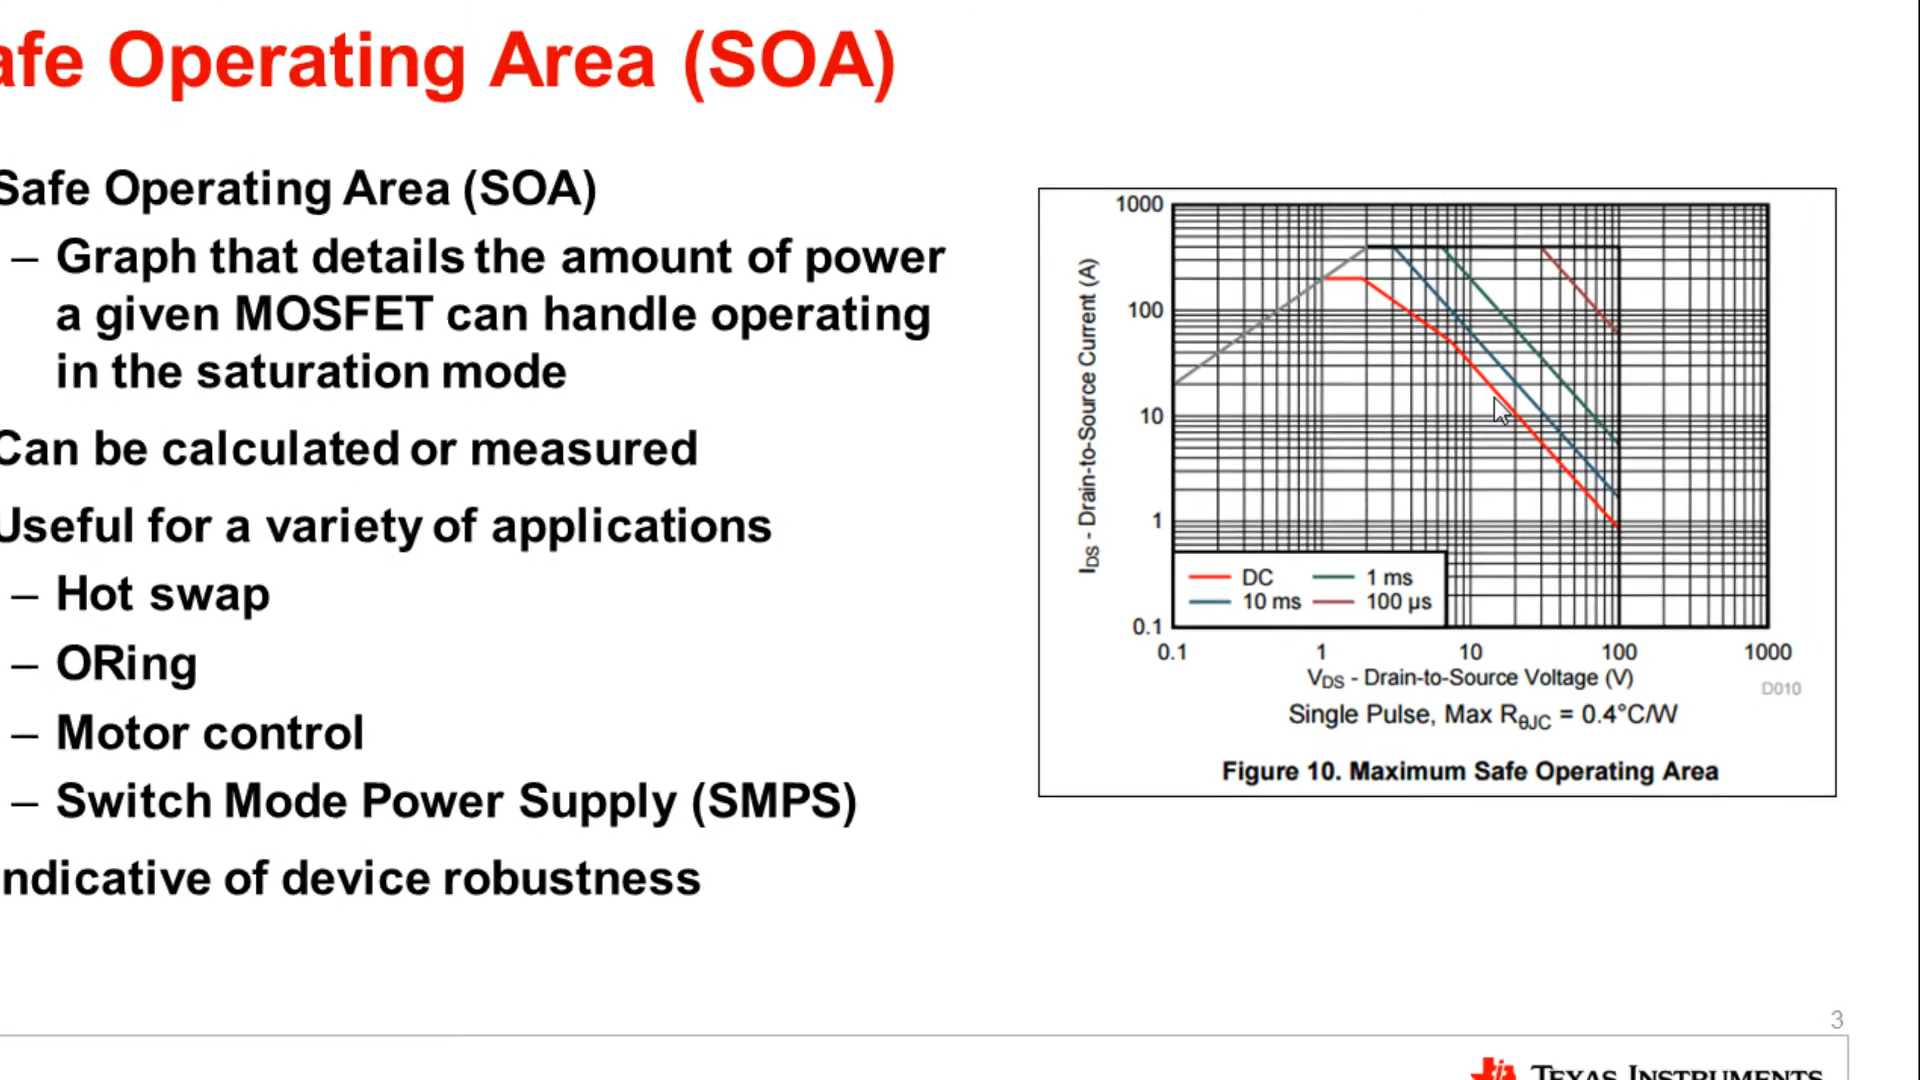 afe Operating Area (SOA)
Safe Operating Area (SOA)
– Graph that details the amount of power
a given MOSFET can handle operating
in the saturation mode
Can be calculated or measured
Useful for a variety of applications
– Hot swap
– ORing
– Motor control
– Switch Mode Power Supply (SMPS)
ndicative of device robustness
IDS - Drain-to-Source Current (A)
1000
100
10
1
0.1
DC
1 ms
10 ms
100 µs
0.1 1 10 100 1000
VDS - Drain-to-Source Voltage (V)
D010
Single Pulse, Max RθJC = 0.4°C/W
Figure 10. Maximum Safe Operating Area
3
TEXAS INSTRUMENTS